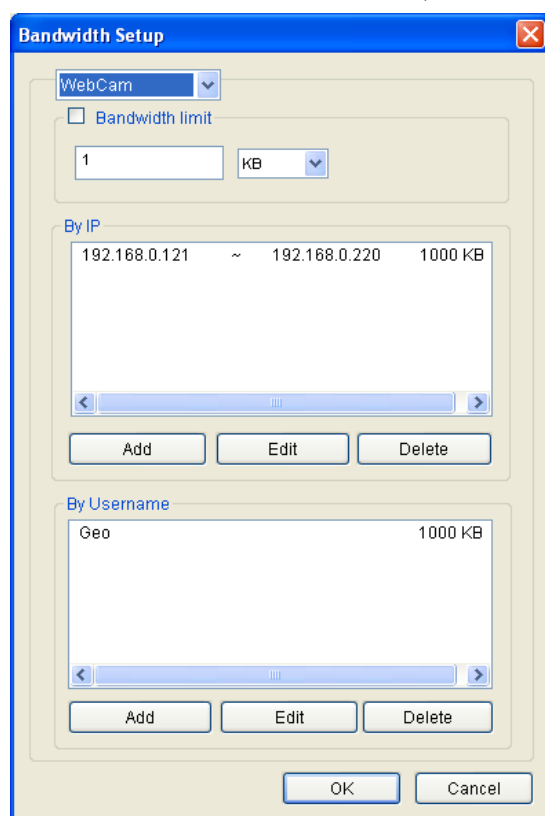 Bandwidth Setup
WebCam
Bandwidth limit
1 KB
By IP
192.168.0.121 ~ 192.168.0.220 1000 KB
Add Edit Delete
By Username
Geo 1000 KB
Add Edit Delete
OK Cancel